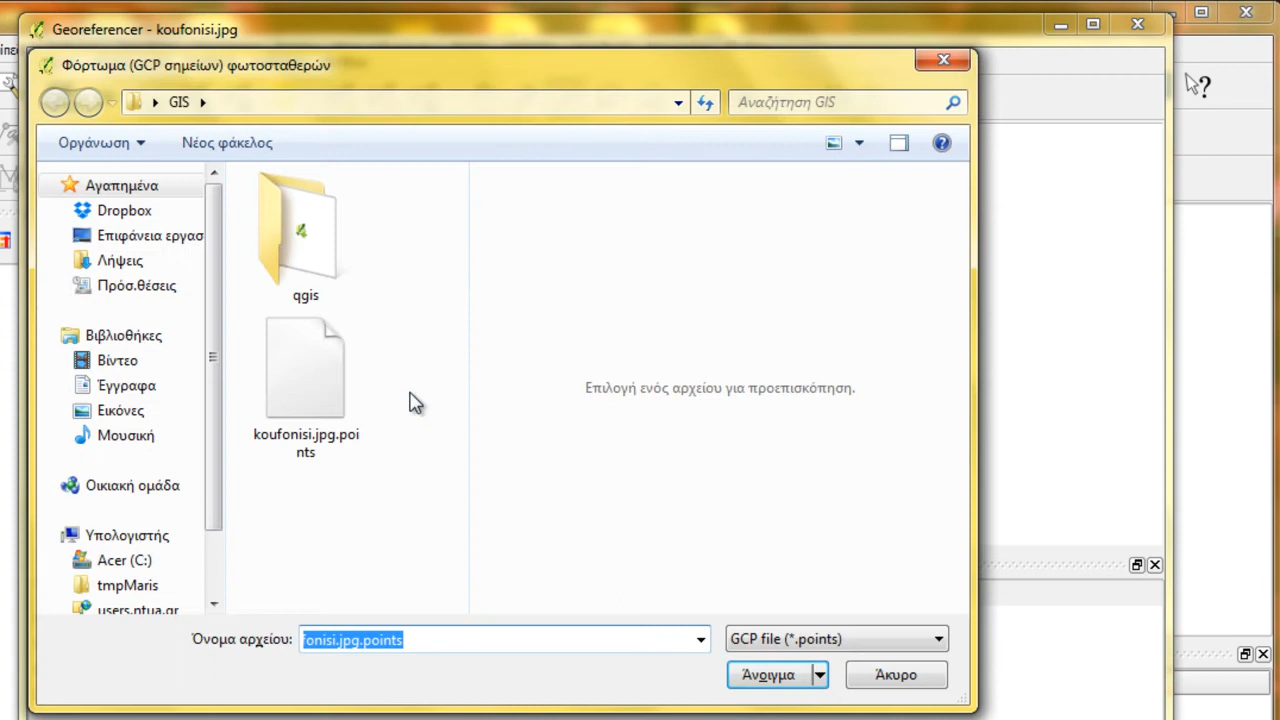 Georeferencer - koufonisi.jpg
Φόρτωμα (GCP σημείων) φωτοσταθερών
GIS
Αναζήτηση GIS
Οργάνωση
Νέος φάκελος
Αγαπημένα
Dropbox
Επιφάνεια εργασ
Λήψεις
Πρόσ.θέσεις
Βιβλιοθήκες
Βίντεο
Έγγραφα
Εικόνες
Μουσική
Οικιακή ομάδα
Υπολογιστής
Acer (C:)
tmpMaris
users.ntua.gr
qgis
koufonisi.jpg.poi
nts
Επιλογή ενός αρχείου για προεπισκόπηση.
Όνομα αρχείου:
fonisi.jpg.points
GCP file (*.points)
Άνοιγμα
Άκυρο